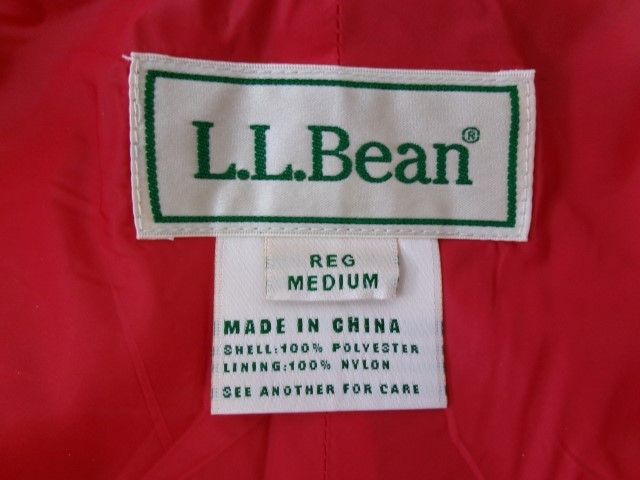 L.L.Bean®
REG
MEDIUM
MADE IN CHINA
SHELL:100% POLYESTER
LINING:100% NYLON
SEE ANOTHER FOR CARE